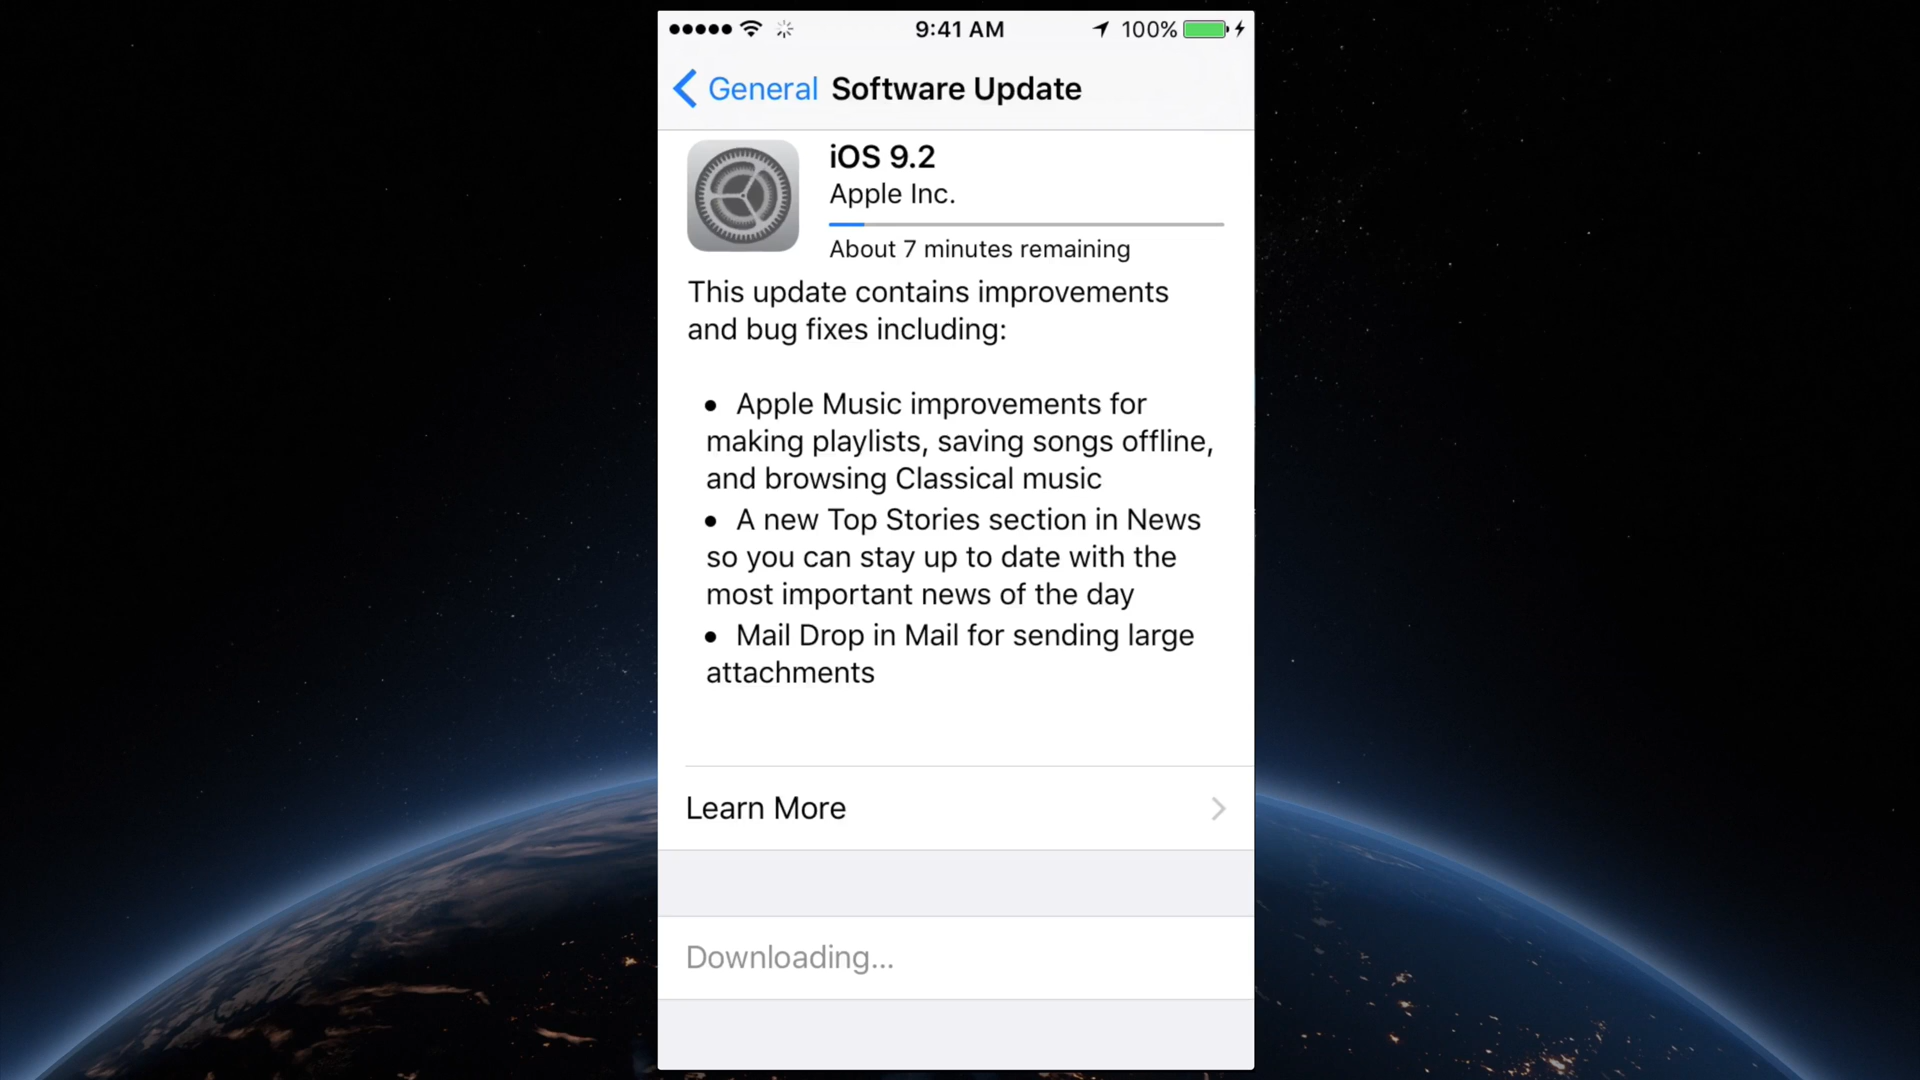 9:41 AM 100%
General Software Update
iOS 9.2
Apple Inc.
About 7 minutes remaining
This update contains improvements
and bug fixes including:
• Apple Music improvements for
making playlists, saving songs offline,
and browsing Classical music
• A new Top Stories section in News
so you can stay up to date with the
most important news of the day
• Mail Drop in Mail for sending large
attachments
Learn More
Downloading...